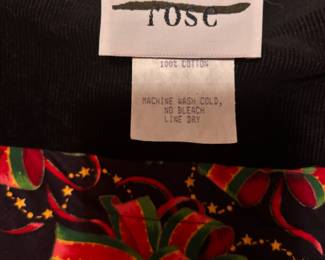 rose
100% COTTON
MACHINE WASH COLD,
NO BLEACH
LINE DRY